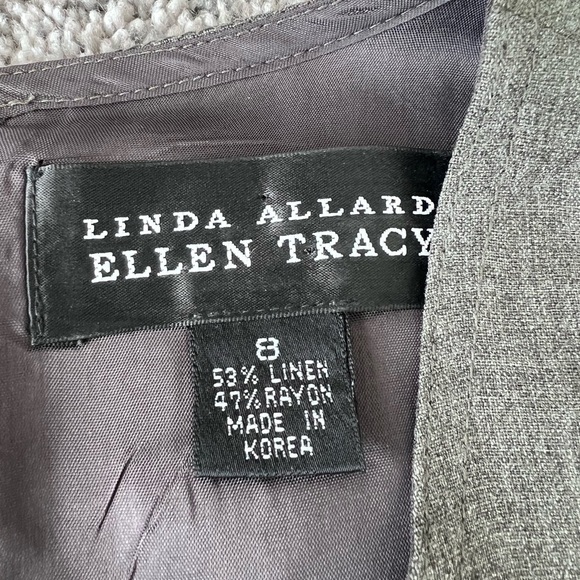 LINDA ALLARD
ELLEN TRACY
8
53% LINEN
47% RAYON
MADE IN
KOREA